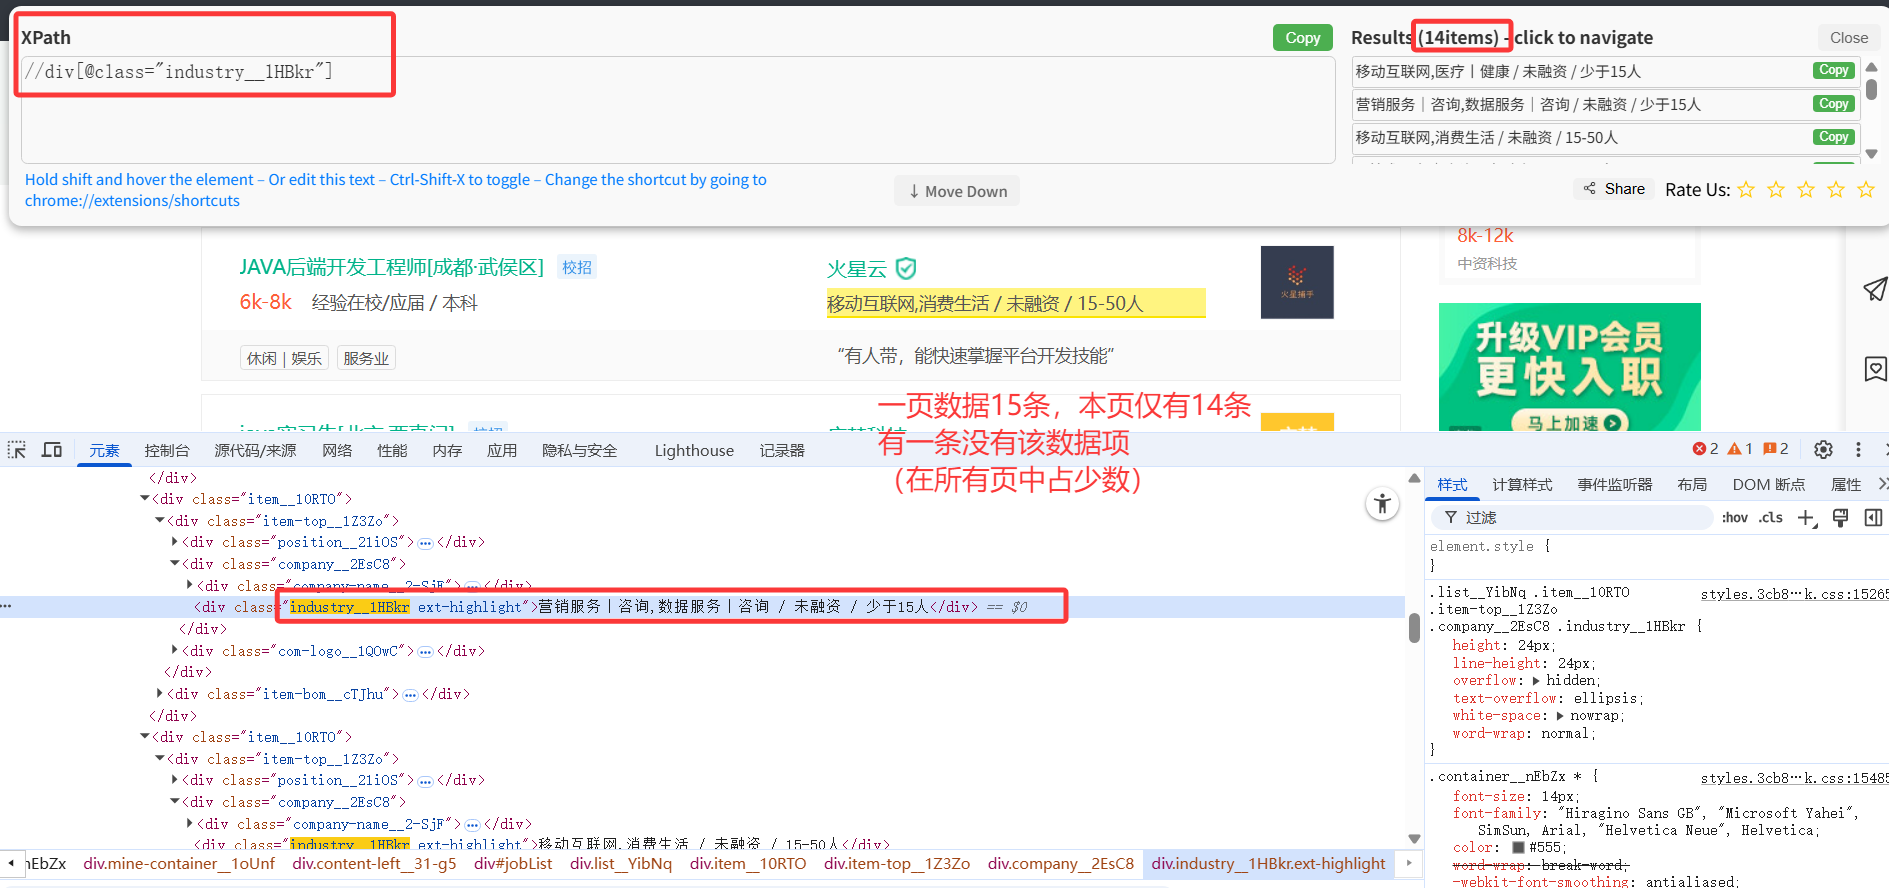 XPath
Copy
Results (14items) - click to navigate
Close
//div[@class="industry__1HBkr"]
移动互联网,医疗丨健康 / 未融资 / 少于15人
Copy
营销服务｜咨询,数据服务｜咨询 / 未融资 / 少于15人
Copy
移动互联网,消费生活 / 未融资 / 15-50人
Copy
Hold shift and hover the element – Or edit this text – Ctrl-Shift-X to toggle – Change the shortcut by going to
chrome://extensions/shortcuts
↓ Move Down
Share
Rate Us:
8k-12k
中资科技
JAVA后端开发工程师[成都·武侯区]
校招
火星云
6k-8k
经验在校/应届 / 本科
移动互联网,消费生活 / 未融资 / 15-50人
火星捕手
休闲 | 娱乐
服务业
“有人带，能快速掌握平台开发技能”
升级VIP会员
更快入职
马上加速
一页数据15条，本页仅有14条
有一条没有该数据项
（在所有页中占少数）
元素
控制台
源代码/来源
网络
性能
内存
应用
隐私与安全
Lighthouse
记录器
2
1
2
</div>
<div class="item__10RTO">
<div class="item-top__1Z3Zo">
<div class="position__21iOS">
</div>
<div class="company__2EsC8">
<div class="company-name__2-SjF">
</div>
<div class="industry__1HBkr ext-highlight">营销服务｜咨询,数据服务｜咨询 / 未融资 / 少于15人</div> == $0
</div>
<div class="com-logo__1QOwC">
</div>
</div>
<div class="item-bom__cTJhu">
</div>
</div>
<div class="item__10RTO">
<div class="item-top__1Z3Zo">
<div class="position__21iOS">
</div>
<div class="company__2EsC8">
<div class="company-name__2-SjF">
</div>
<div class="industry__1HBkr ext-highlight">移动互联网,消费生活 / 未融资 / 15-50人</div>
nEbZx
div.mine-container__1oUnf
div.content-left__31-g5
div#jobList
div.list__YibNq
div.item__10RTO
div.item-top__1Z3Zo
div.company__2EsC8
div.industry__1HBkr.ext-highlight
样式
计算样式
事件监听器
布局
DOM 断点
属性
过滤
:hov
.cls
element.style {
}
.list__YibNq .item__10RTO
styles.3cb8…k.css:15265
.item-top__1Z3Zo
.company__2EsC8 .industry__1HBkr {
height: 24px;
line-height: 24px;
overflow: hidden;
text-overflow: ellipsis;
white-space: nowrap;
word-wrap: normal;
}
.container__nEbZx * {
styles.3cb8…k.css:15485
font-size: 14px;
font-family: "Hiragino Sans GB", "Microsoft Yahei",
SimSun, Arial, "Helvetica Neue", Helvetica;
color: #555;
word-wrap: break-word;
-webkit-font-smoothing: antialiased;